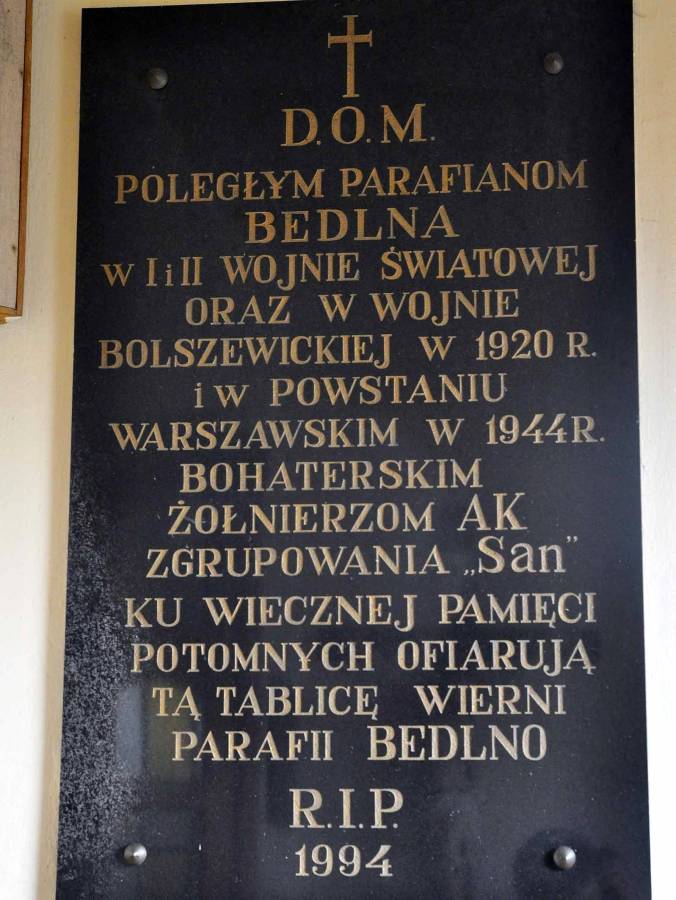 D.O.M.
POLEGŁYM PARAFIANOM
BEDLNA
W I i II WOJNIE ŚWIATOWEJ
ORAZ W WOJNIE
BOLSZEWICKIEJ W 1920 R.
i W POWSTANIU
WARSZAWSKIM W 1944 R.
BOHATERSKIM
ŻOŁNIERZOM AK
ZGRUPOWANIA „San”
KU WIECZNEJ PAMIĘCI
POTOMNYCH OFIARUJĄ
TĄ TABLICĘ WIERNI
PARAFII BEDLNO
R.I.P.
1994